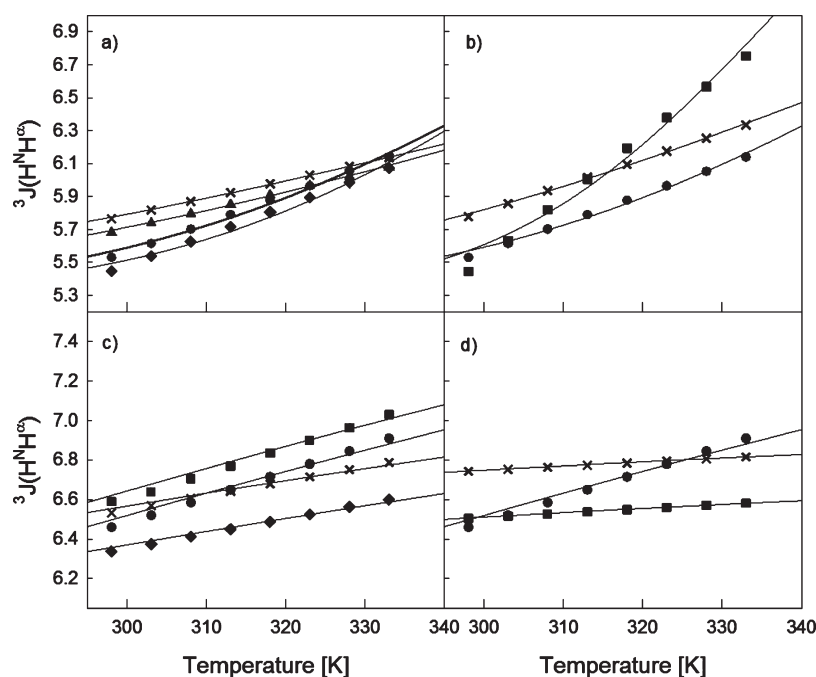 a)
b)
6.9
6.7
6.5
6.3
6.1
5.9
5.7
5.5
5.3
³J(HᴺHᵅ)
c)
d)
7.4
7.2
7.0
6.8
6.6
6.4
6.2
³J(HᴺHᵅ)
300 310 320 330 340 300 310 320 330 340
Temperature [K] Temperature [K]